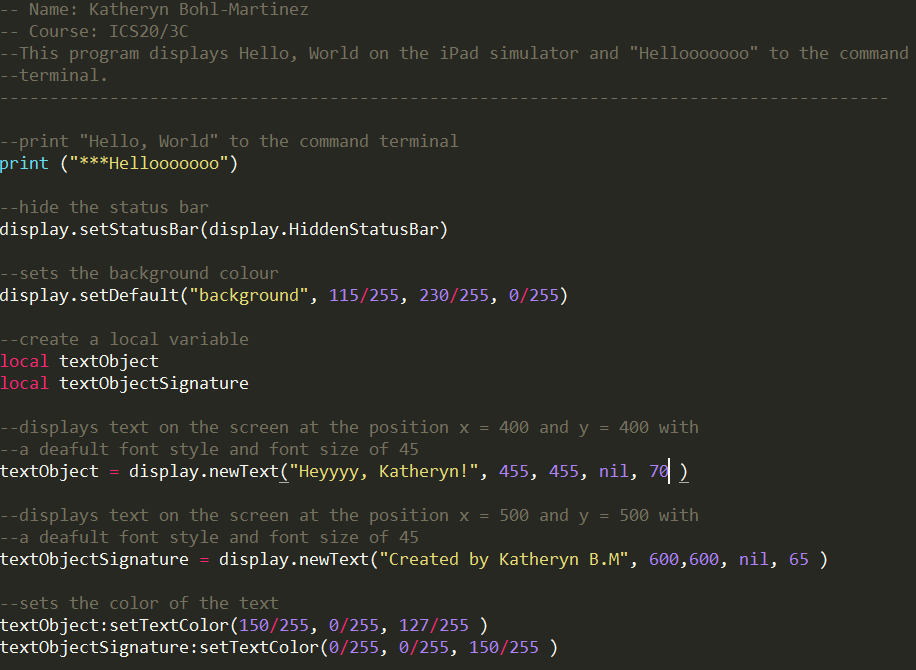 -- Name: Katheryn Bohl-Martinez
-- Course: ICS20/3C
--This program displays Hello, World on the iPad simulator and "Hellooooooo" to the command
--terminal.
-----------------------------------------------------------------------------------------
--print "Hello, World" to the command terminal
print ("***Hellooooooo")
--hide the status bar
display.setStatusBar(display.HiddenStatusBar)
--sets the background colour
display.setDefault("background", 115/255, 230/255, 0/255)
--create a local variable
local textObject
local textObjectSignature
--displays text on the screen at the position x = 400 and y = 400 with
--a deafult font style and font size of 45
textObject = display.newText("Heyyyy, Katheryn!", 455, 455, nil, 70 )
--displays text on the screen at the position x = 500 and y = 500 with
--a deafult font style and font size of 45
textObjectSignature = display.newText("Created by Katheryn B.M", 600,600, nil, 65 )
--sets the color of the text
textObject:setTextColor(150/255, 0/255, 127/255 )
textObjectSignature:setTextColor(0/255, 0/255, 150/255 )